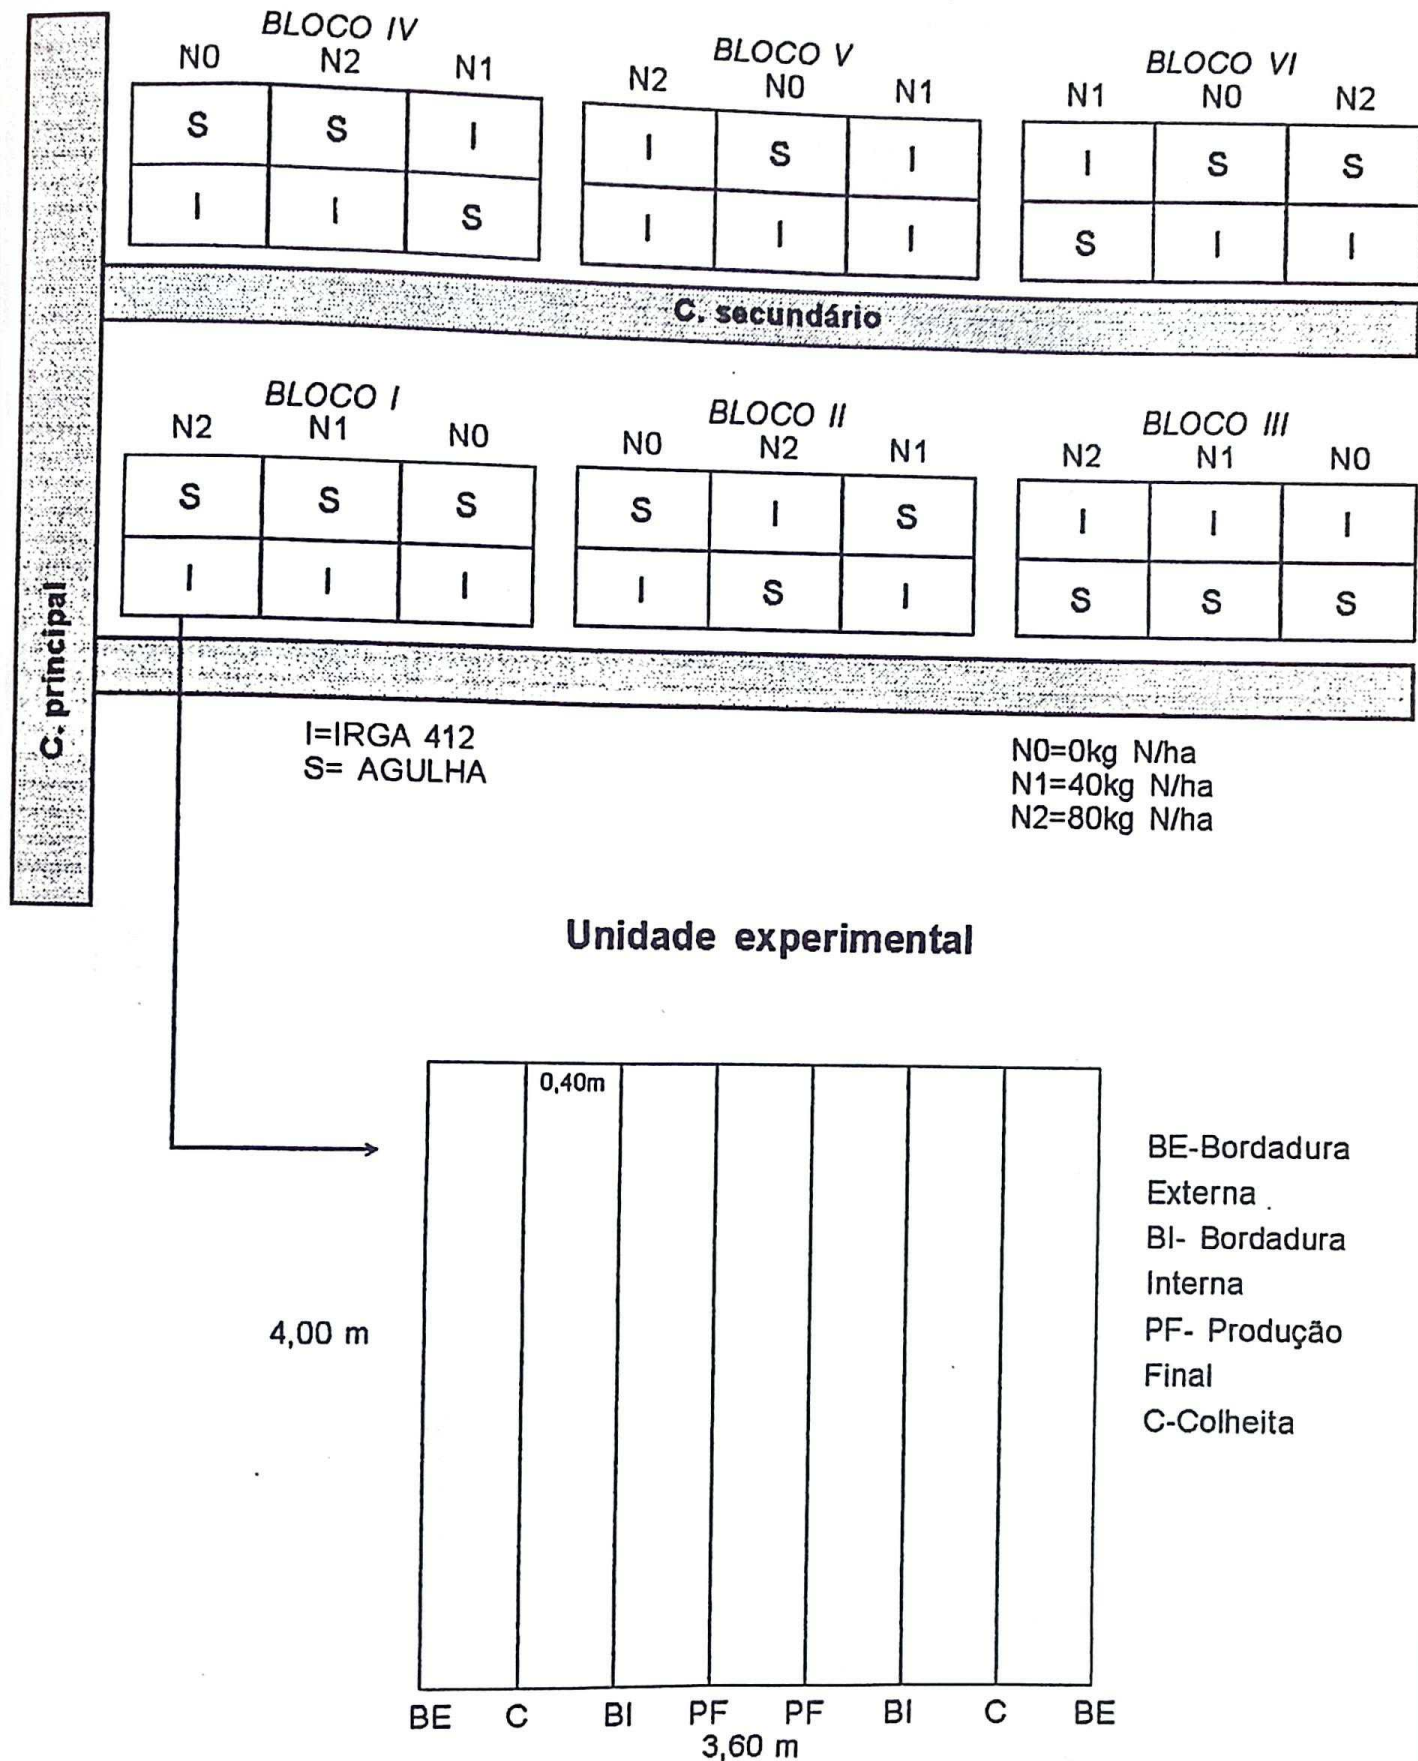 BLOCO IV
N0 N2 N1
S S I
I I S
BLOCO V
N2 N0 N1
I S I
I I I
BLOCO VI
N1 N0 N2
I S S
S I I
C. secundário
BLOCO I
N2 N1 N0
S S S
I I I
BLOCO II
N0 N2 N1
S I S
I S I
BLOCO III
N2 N1 N0
I I I
S S S
C. principal
I=IRGA 412
S= AGULHA
N0=0kg N/ha
N1=40kg N/ha
N2=80kg N/ha
Unidade experimental
0,40m
4,00 m
BE-Bordadura
Externa
BI- Bordadura
Interna
PF- Produção
Final
C-Colheita
BE C BI PF PF BI C BE
3,60 m